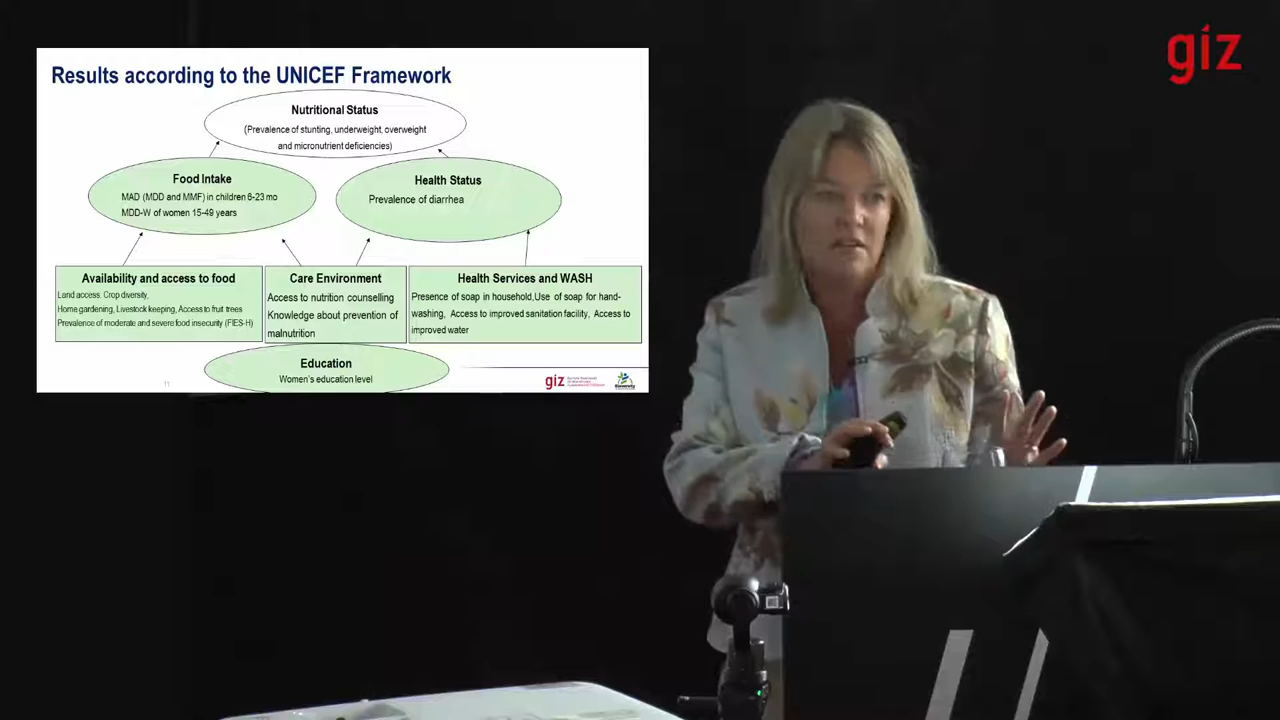 giz
Results according to the UNICEF Framework
Nutritional Status
(Prevalence of stunting, underweight, overweight
and micronutrient deficiencies)
Food Intake
MAD (MDD and MMF) in children 6-23 mo
MDD-W of women 15-49 years
Health Status
Prevalence of diarrhea
Availability and access to food
Land access. Crop diversity,
Home gardening, Livestock keeping, Access to fruit trees
Prevalence of moderate and severe food insecurity (FIES-H)
Care Environment
Access to nutrition counselling
Knowledge about prevention of
malnutrition
Health Services and WASH
Presence of soap in household,Use of soap for hand-
washing, Access to improved sanitation facility, Access to
improved water
Education
Women's education level
11
giz